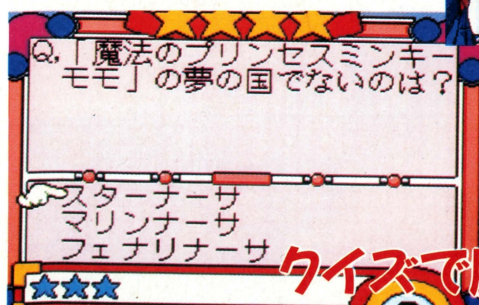 Q,「魔法のプリンセスミンキー
モモ」の夢の国でないのは？
スターナーサ
マリンナーサ
フェナリナーサ
クイズで